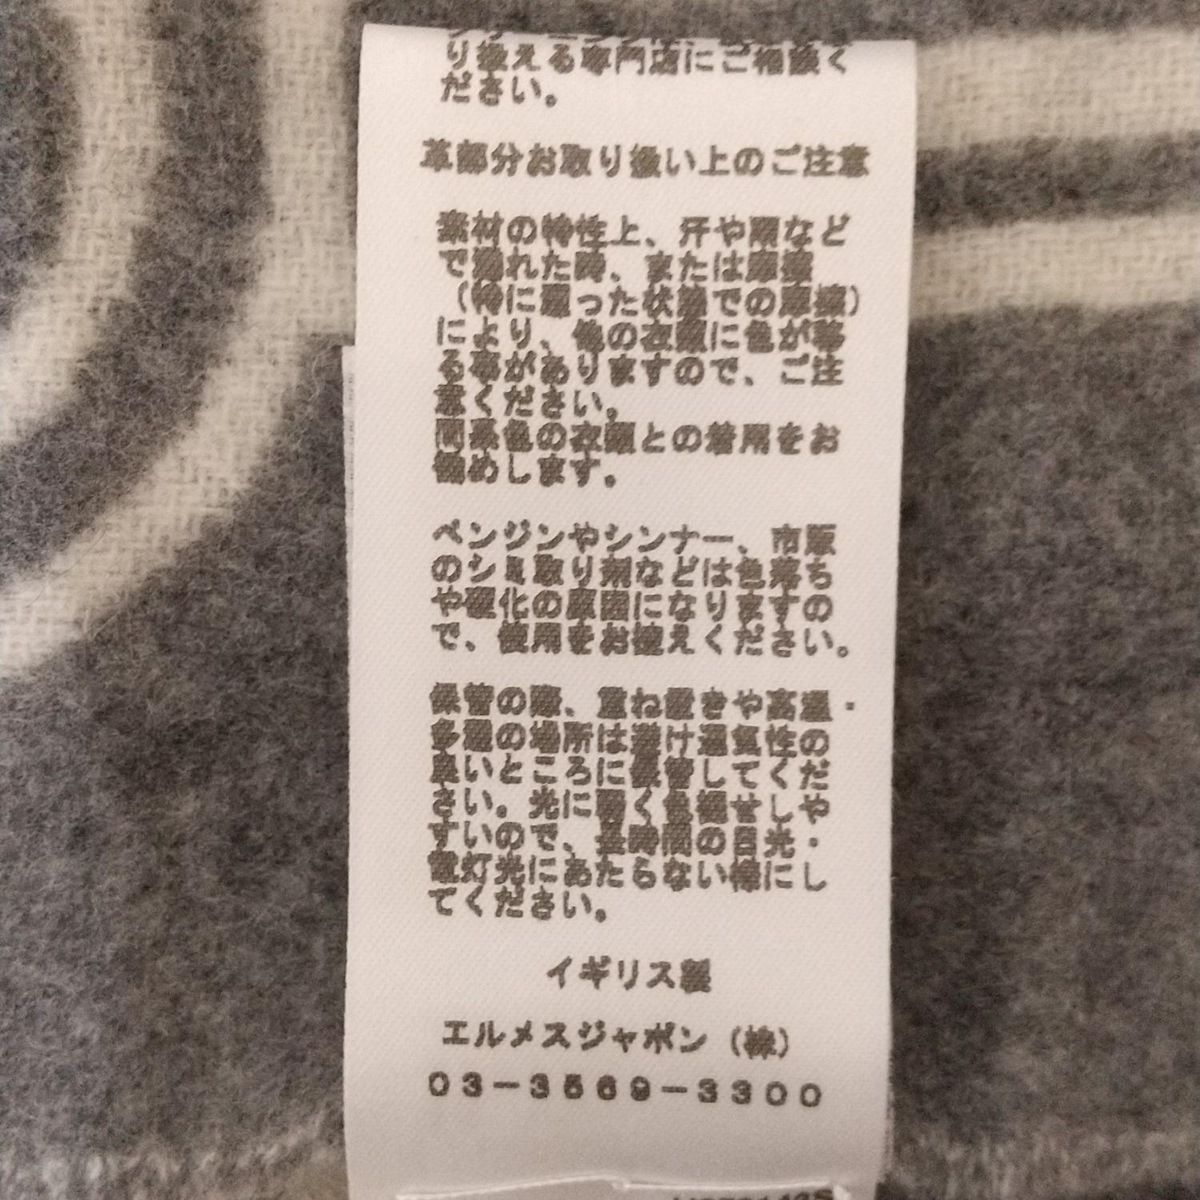 り扱える専門店にご相談く
ださい。
革部分お取り扱い上のご注意
素材の特性上、汗や雨など
で濡れた時、または摩擦
(特に湿った状態での摩擦)
により、他の衣類に色が移
る事がありますので、ご注
意ください。
同系色の衣類との着用をお
勧めします。
ベンジンやシンナー、市販
のシミ取り剤などは色落ち
や硬化の原因になりますの
で、使用をお控えください。
保管の際、重ね置きや高温・
多湿の場所は避け通気性の
良いところに保管してくだ
さい。光に弱く色褪せしや
すいので、長時間の日光・
電灯光にあたらない様にし
てください。
イギリス製
エルメスジャポン(株)
03-3569-3300